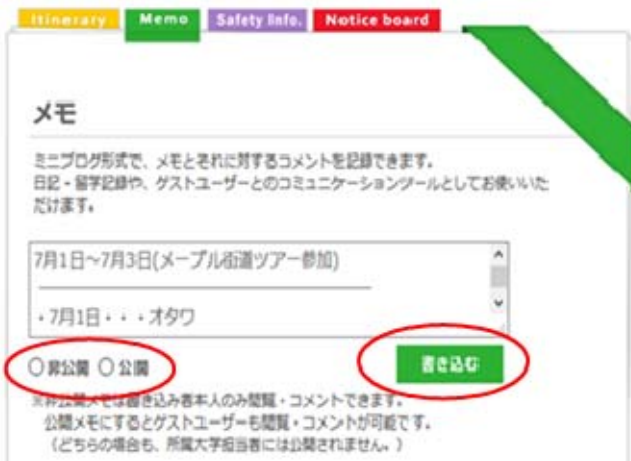 Itinerary Memo Safety Info. Notice board
メモ
ミニブログ形式で、メモとそれに対するコメントを記録できます。
日記・留学記録や、ゲストユーザーとのコミュニケーションツールとしてお使いいた
だけます。
7月1日～7月3日(メープル街道ツアー参加)
・7月1日・・・オタワ
○非公開 ○公開
書き込む
※非公開メモは書き込み者本人のみ閲覧・コメントできます。
公開メモにするとゲストユーザーも閲覧・コメントが可能です。
（どちらの場合も、所属大学担当者には公開されません。）